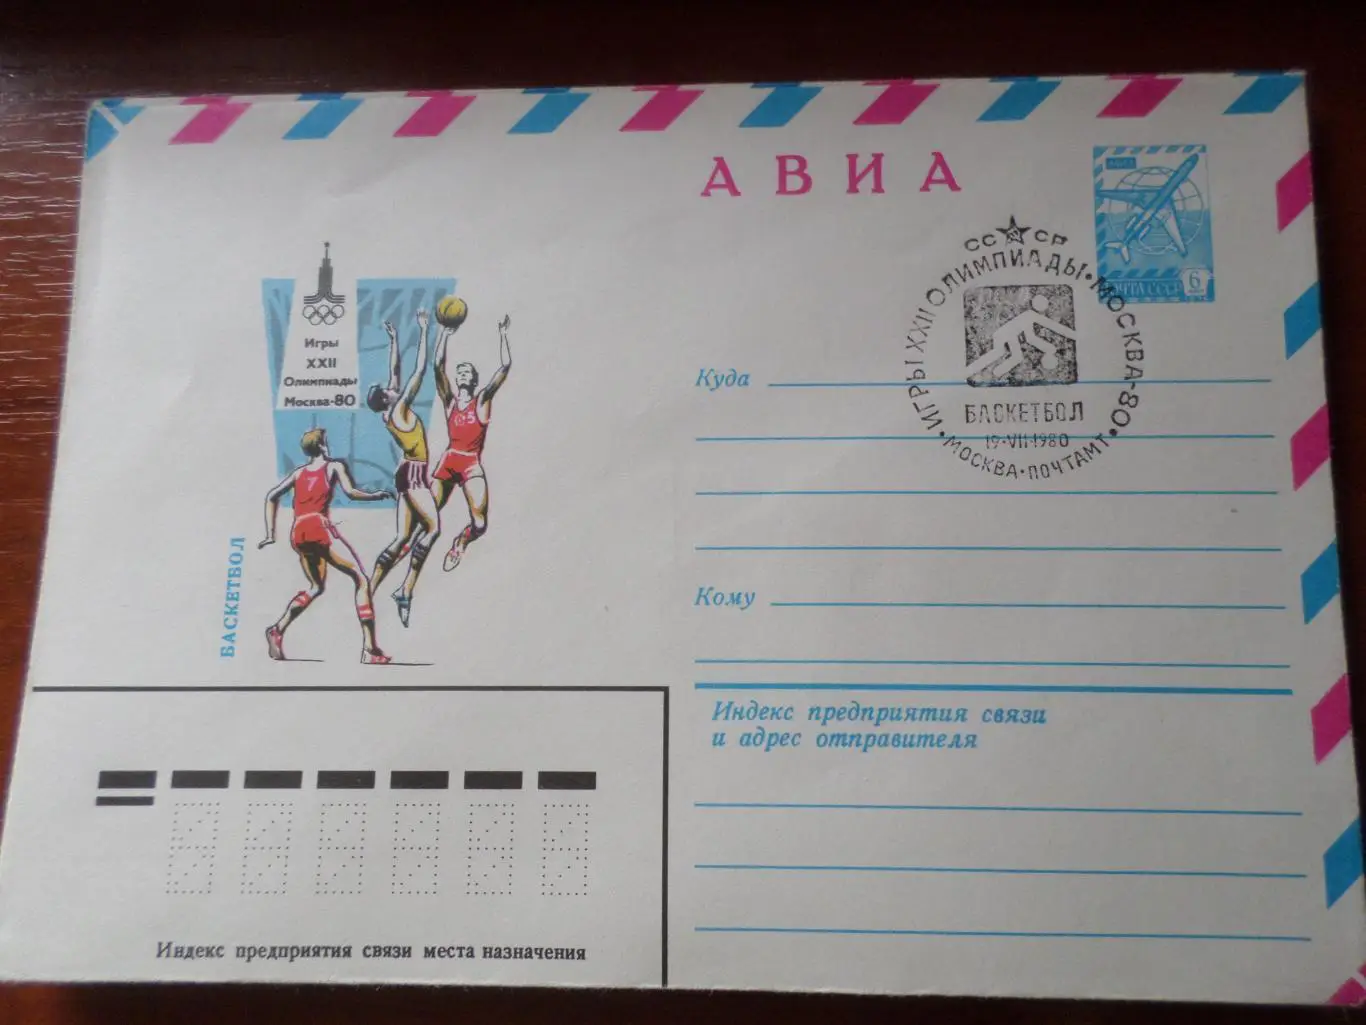 АВИА
АВИА
6
ПОЧТА СССР
СССР
ИГРЫ XXII ОЛИМПИАДЫ • МОСКВА-80 •
БАСКЕТБОЛ
19-VII-1980
МОСКВА • ПОЧТАМТ
Игры
XXII
Олимпиады
Москва-80
7
5
БАСКЕТБОЛ
Куда
Кому
Индекс предприятия связи
и адрес отправителя
Индекс предприятия связи места назначения